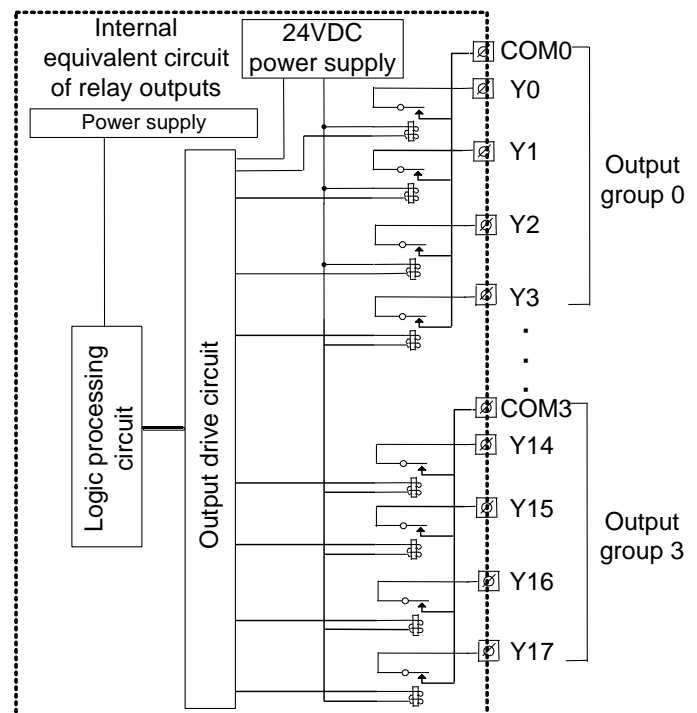 Internal
equivalent circuit
of relay outputs
24VDC
power supply
Power supply
Logic processing
circuit
Output drive circuit
COM0
Y0
Y1
Y2
Y3
Output
group 0
.
.
.
COM3
Y14
Y15
Y16
Y17
Output
group 3